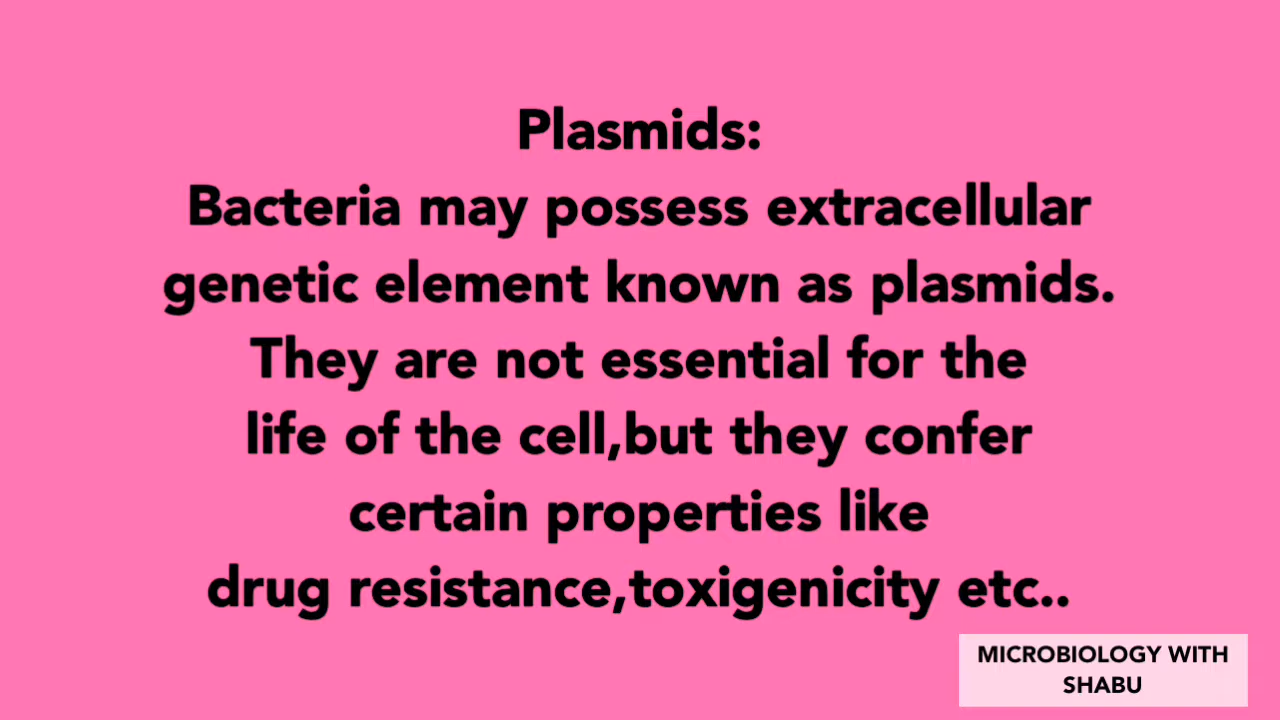 Plasmids:
Bacteria may possess extracellular
genetic element known as plasmids.
They are not essential for the
life of the cell,but they confer
certain properties like
drug resistance,toxigenicity etc..
MICROBIOLOGY WITH
SHABU